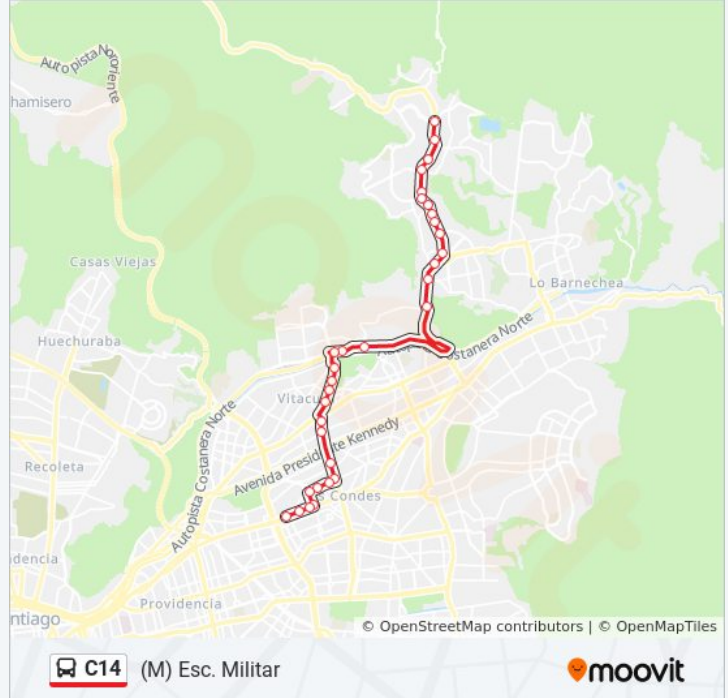 Autopista Nororiente
hamisero
Casas Viejas
Lo Barnechea
Huechuraba
Costanera Norte
Vitacu
Autopista Costanera Norte
Avenida Presidente Kennedy
Recoleta
s Condes
dencia
Providencia
ntiago
© OpenStreetMap contributors | © OpenMapTiles
C14 (M) Esc. Militar
moovit